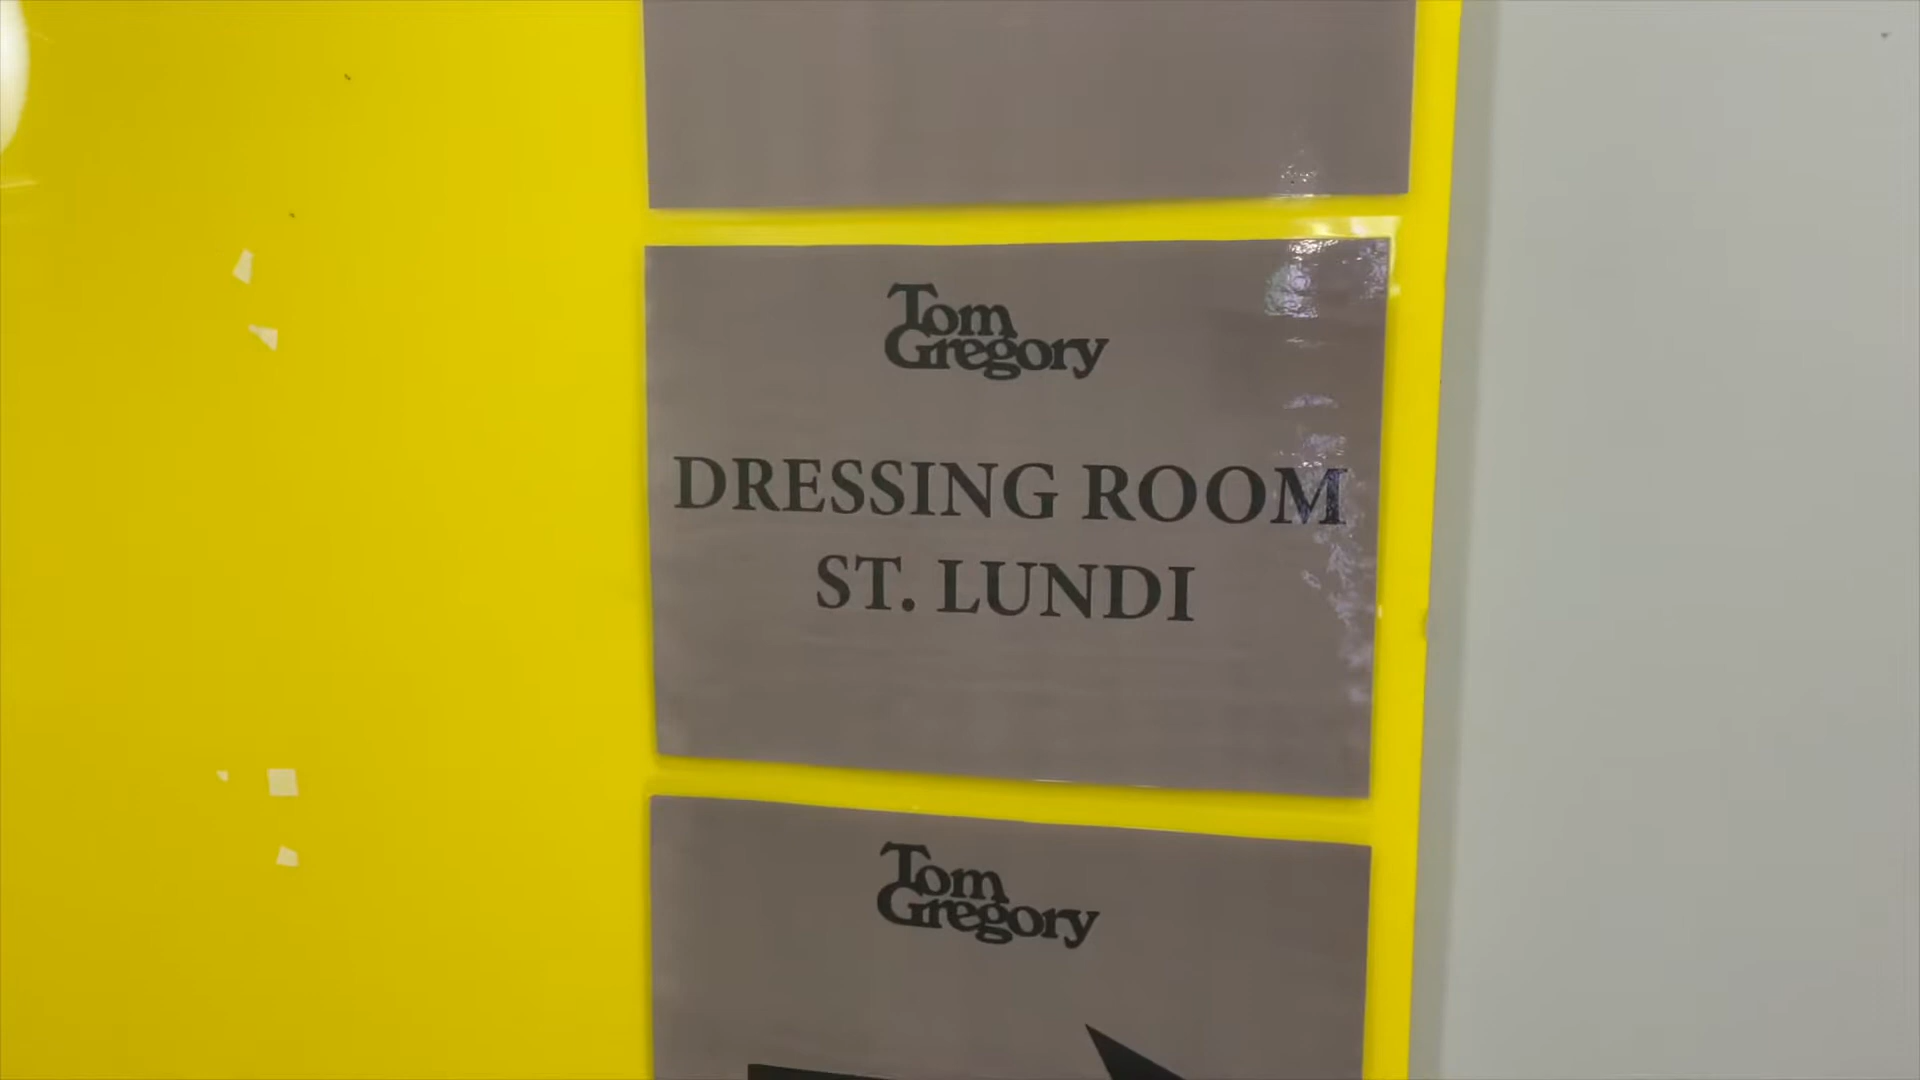 Tom
Gregory
DRESSING ROOM
ST. LUNDI
Tom
Gregory